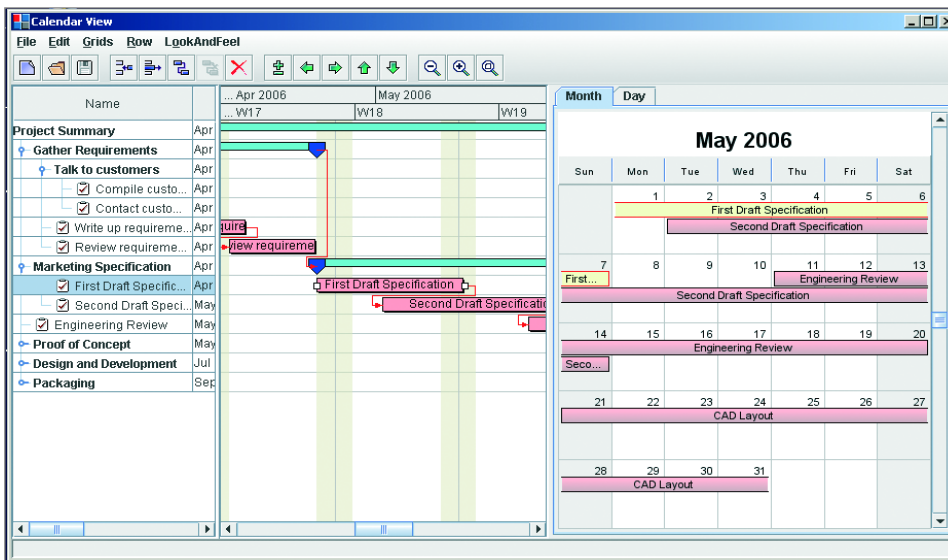 Calendar View
File Edit Grids Row LookAndFeel
Name
... Apr 2006 May 2006
... W17 W18 W19
Project Summary Apr
Gather Requirements Apr
Talk to customers Apr
Compile custo... Apr
Contact custo... Apr
Write up requireme... Apr
Review requireme... Apr
Marketing Specification Apr
First Draft Specific... Apr
Second Draft Speci... May
Engineering Review May
Proof of Concept May
Design and Development Jul
Packaging Sep
quire
view requireme
First Draft Specification
Second Draft Specificatio
Month Day
May 2006
Sun Mon Tue Wed Thu Fri Sat
1 2 3 4 5 6
First Draft Specification
Second Draft Specification
7 8 9 10 11 12 13
First... Engineering Review
Second Draft Specification
14 15 16 17 18 19 20
Engineering Review
Seco...
21 22 23 24 25 26 27
CAD Layout
28 29 30 31
CAD Layout